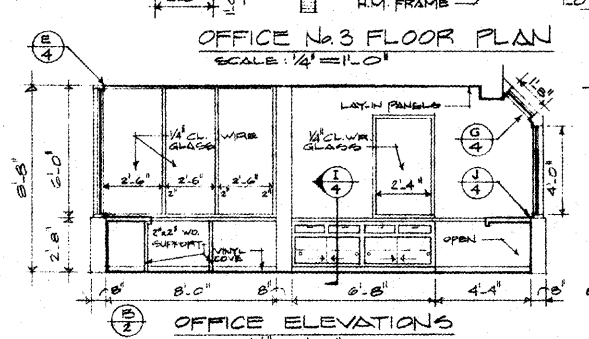 H.M. FRAME
OFFICE No. 3 FLOOR PLAN
SCALE: 1/4" = 1'-0"
E
4
1'-8"
LAY-IN PANELS
1/4" CL. WIRE
GLASS
1/4" CL. WR.
GLASS
G
4
I
4
J
4
2'-6" 2'-6" 2'-6"
2" 2" 2"
2'-4"
8'-8"
6'-0"
4'-0"
2'-8"
2"x2" WD.
SUPPORT
VINYL
COVE
OPEN
8" 8'-0" 8" 6'-8" 4'-4" 8"
B
2
OFFICE ELEVATIONS